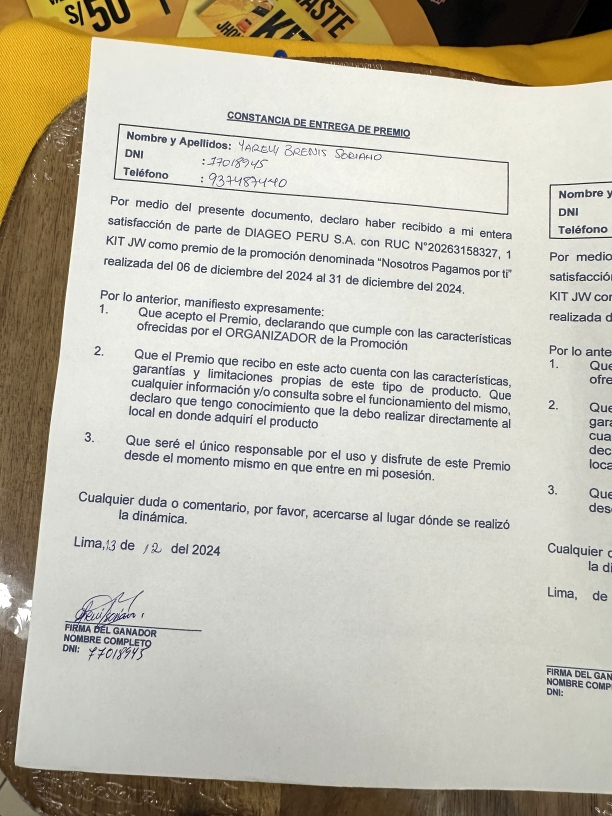 S/50
ASTE
KIT
JHO
CONSTANCIA DE ENTREGA DE PREMIO
Nombre y Apellidos: YAREVI BRENIS SORIANO
DNI : 77018945
Teléfono : 937487440
Por medio del presente documento, declaro haber recibido a mi entera
satisfacción de parte de DIAGEO PERU S.A. con RUC N°20263158327, 1
KIT JW como premio de la promoción denominada "Nosotros Pagamos por ti"
realizada del 06 de diciembre del 2024 al 31 de diciembre del 2024.
Por lo anterior, manifiesto expresamente:
1. Que acepto el Premio, declarando que cumple con las características
ofrecidas por el ORGANIZADOR de la Promoción
2. Que el Premio que recibo en este acto cuenta con las características,
garantías y limitaciones propias de este tipo de producto. Que
cualquier información y/o consulta sobre el funcionamiento del mismo,
declaro que tengo conocimiento que la debo realizar directamente al
local en donde adquirí el producto
3. Que seré el único responsable por el uso y disfrute de este Premio
desde el momento mismo en que entre en mi posesión.
Cualquier duda o comentario, por favor, acercarse al lugar dónde se realizó
la dinámica.
Lima, 13 de 12 del 2024
FIRMA DEL GANADOR
NOMBRE COMPLETO
DNI: 77018945
Nombre y
DNI
Teléfono
Por medio
satisfacció
KIT JW cor
realizada d
Por lo ante
1. Que
ofre
2. Que
gara
cua
dec
loca
3. Que
des
Cualquier c
la di
Lima, de
FIRMA DEL GAN
NOMBRE COMP
DNI: